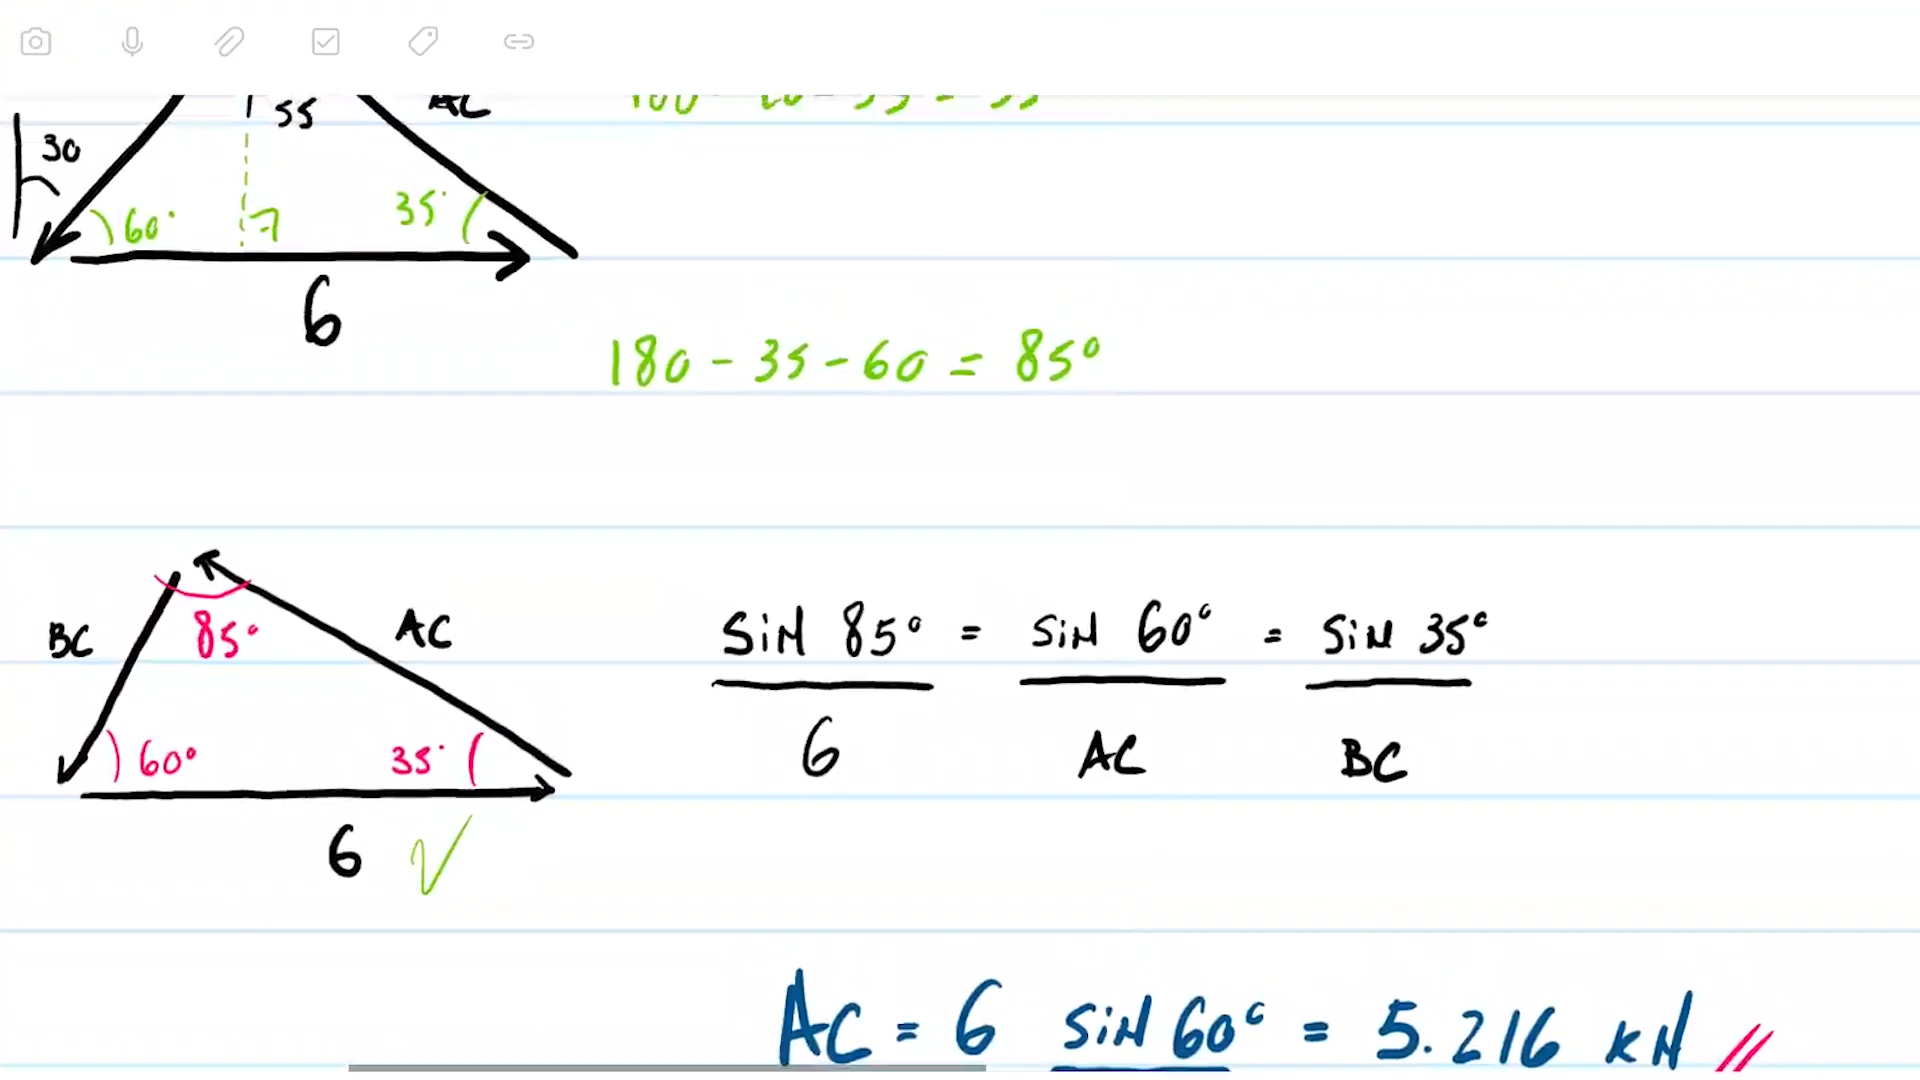 55 AC
30
60° 35°
6
180 - 35 - 60 = 85°
BC 85° AC
60° 35°
6
SiN 85° = SiN 60° = SiN 35°
6 AC BC
AC = 6 SiN 60° = 5.216 kN